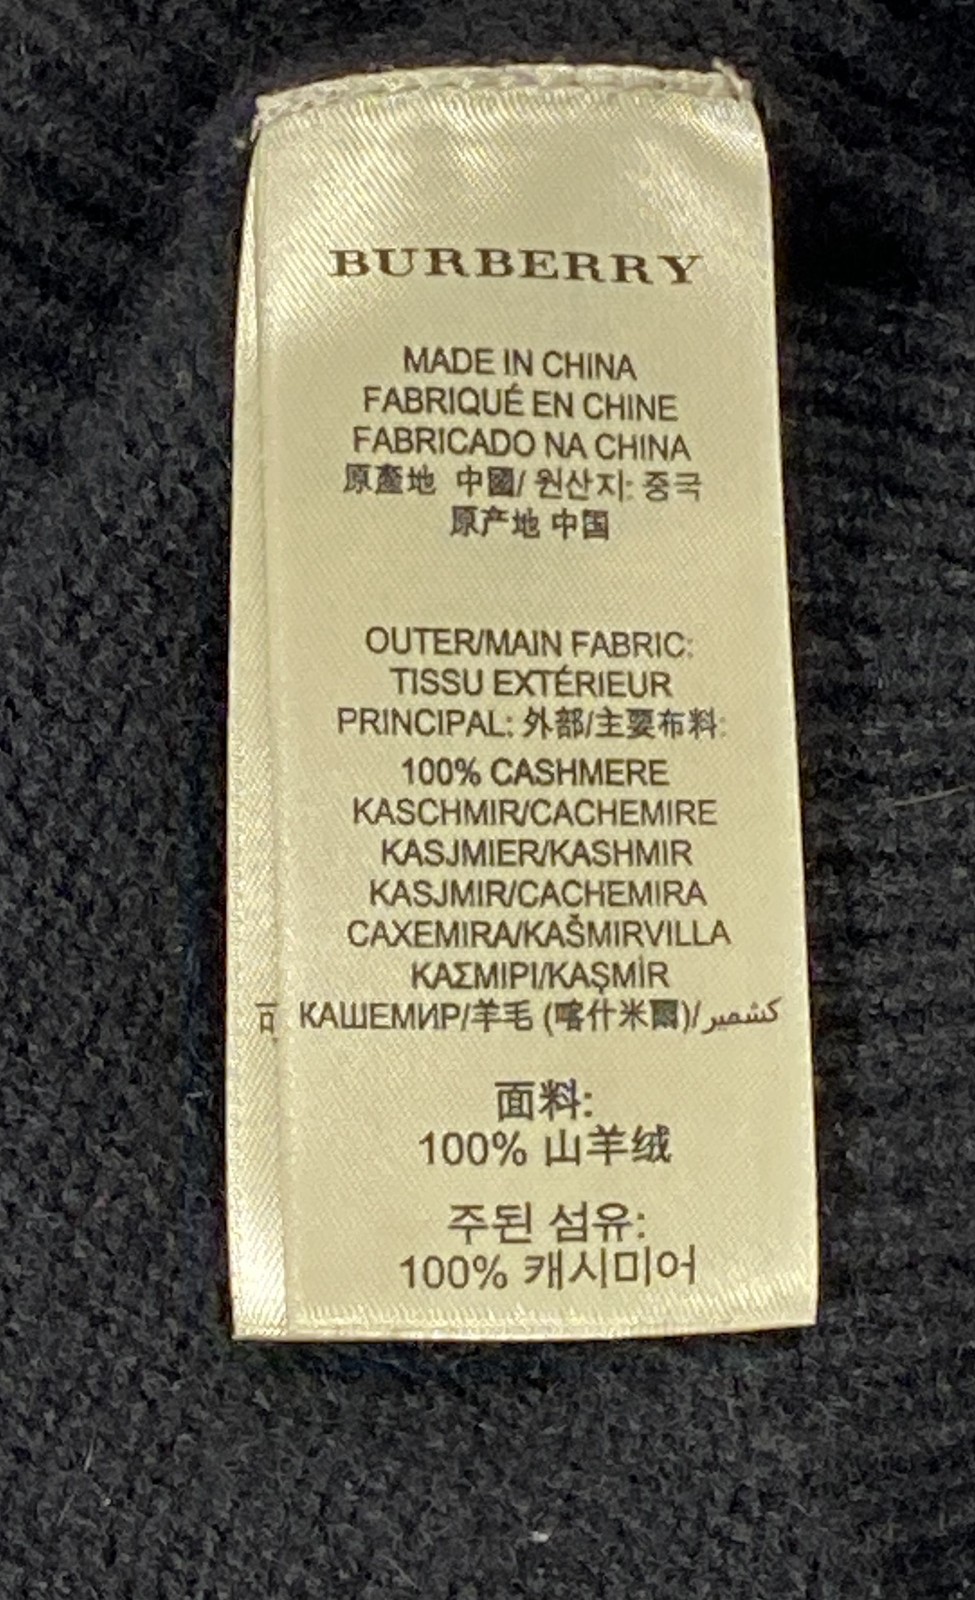 BURBERRY
MADE IN CHINA
FABRIQUÉ EN CHINE
FABRICADO NA CHINA
原產地 中國/ 원산지: 중국
原产地 中国
OUTER/MAIN FABRIC:
TISSU EXTÉRIEUR
PRINCIPAL: 外部/主要布料:
100% CASHMERE
KASCHMIR/CACHEMIRE
KASJMIER/KASHMIR
KASJMIR/CACHEMIRA
CAXEMIRA/KAŠMIRVILLA
ΚΑΣΜΙΡΙ/KAŞMİR
КАШЕМИР/羊毛 (喀什米爾)/كشمير
面料:
100% 山羊绒
주된 섬유:
100% 캐시미어